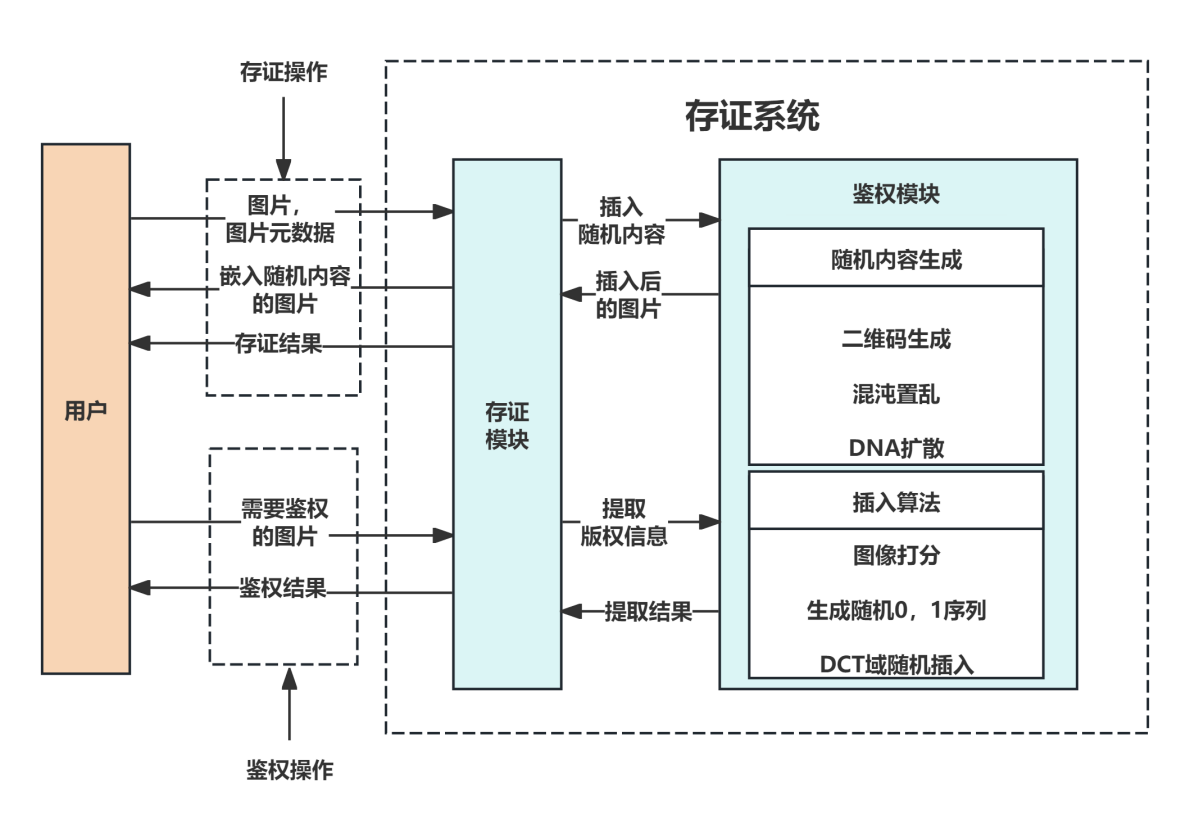 存证操作
存证系统
图片，
图片元数据
嵌入随机内容
的图片
存证结果
用户
需要鉴权
的图片
鉴权结果
鉴权操作
存证
模块
插入
随机内容
插入后
的图片
提取
版权信息
提取结果
鉴权模块
随机内容生成
二维码生成
混沌置乱
DNA扩散
插入算法
图像打分
生成随机0，1序列
DCT域随机插入